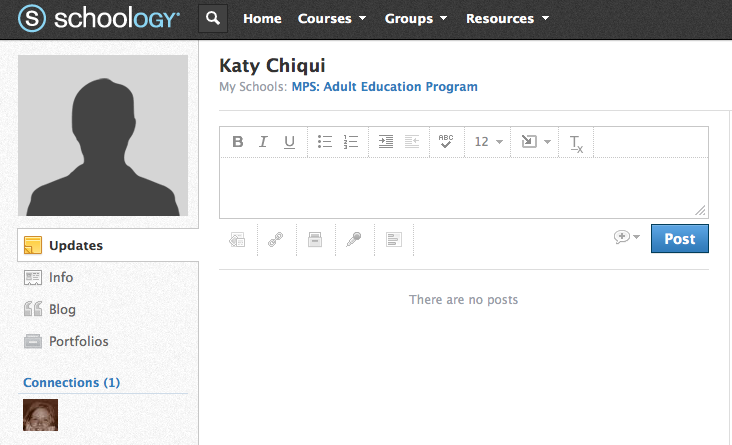 S schoology®
Home Courses Groups Resources
Katy Chiqui
My Schools: MPS: Adult Education Program
B I U ABC 12 Tx
Post
Updates
Info
Blog
Portfolios
There are no posts
Connections (1)